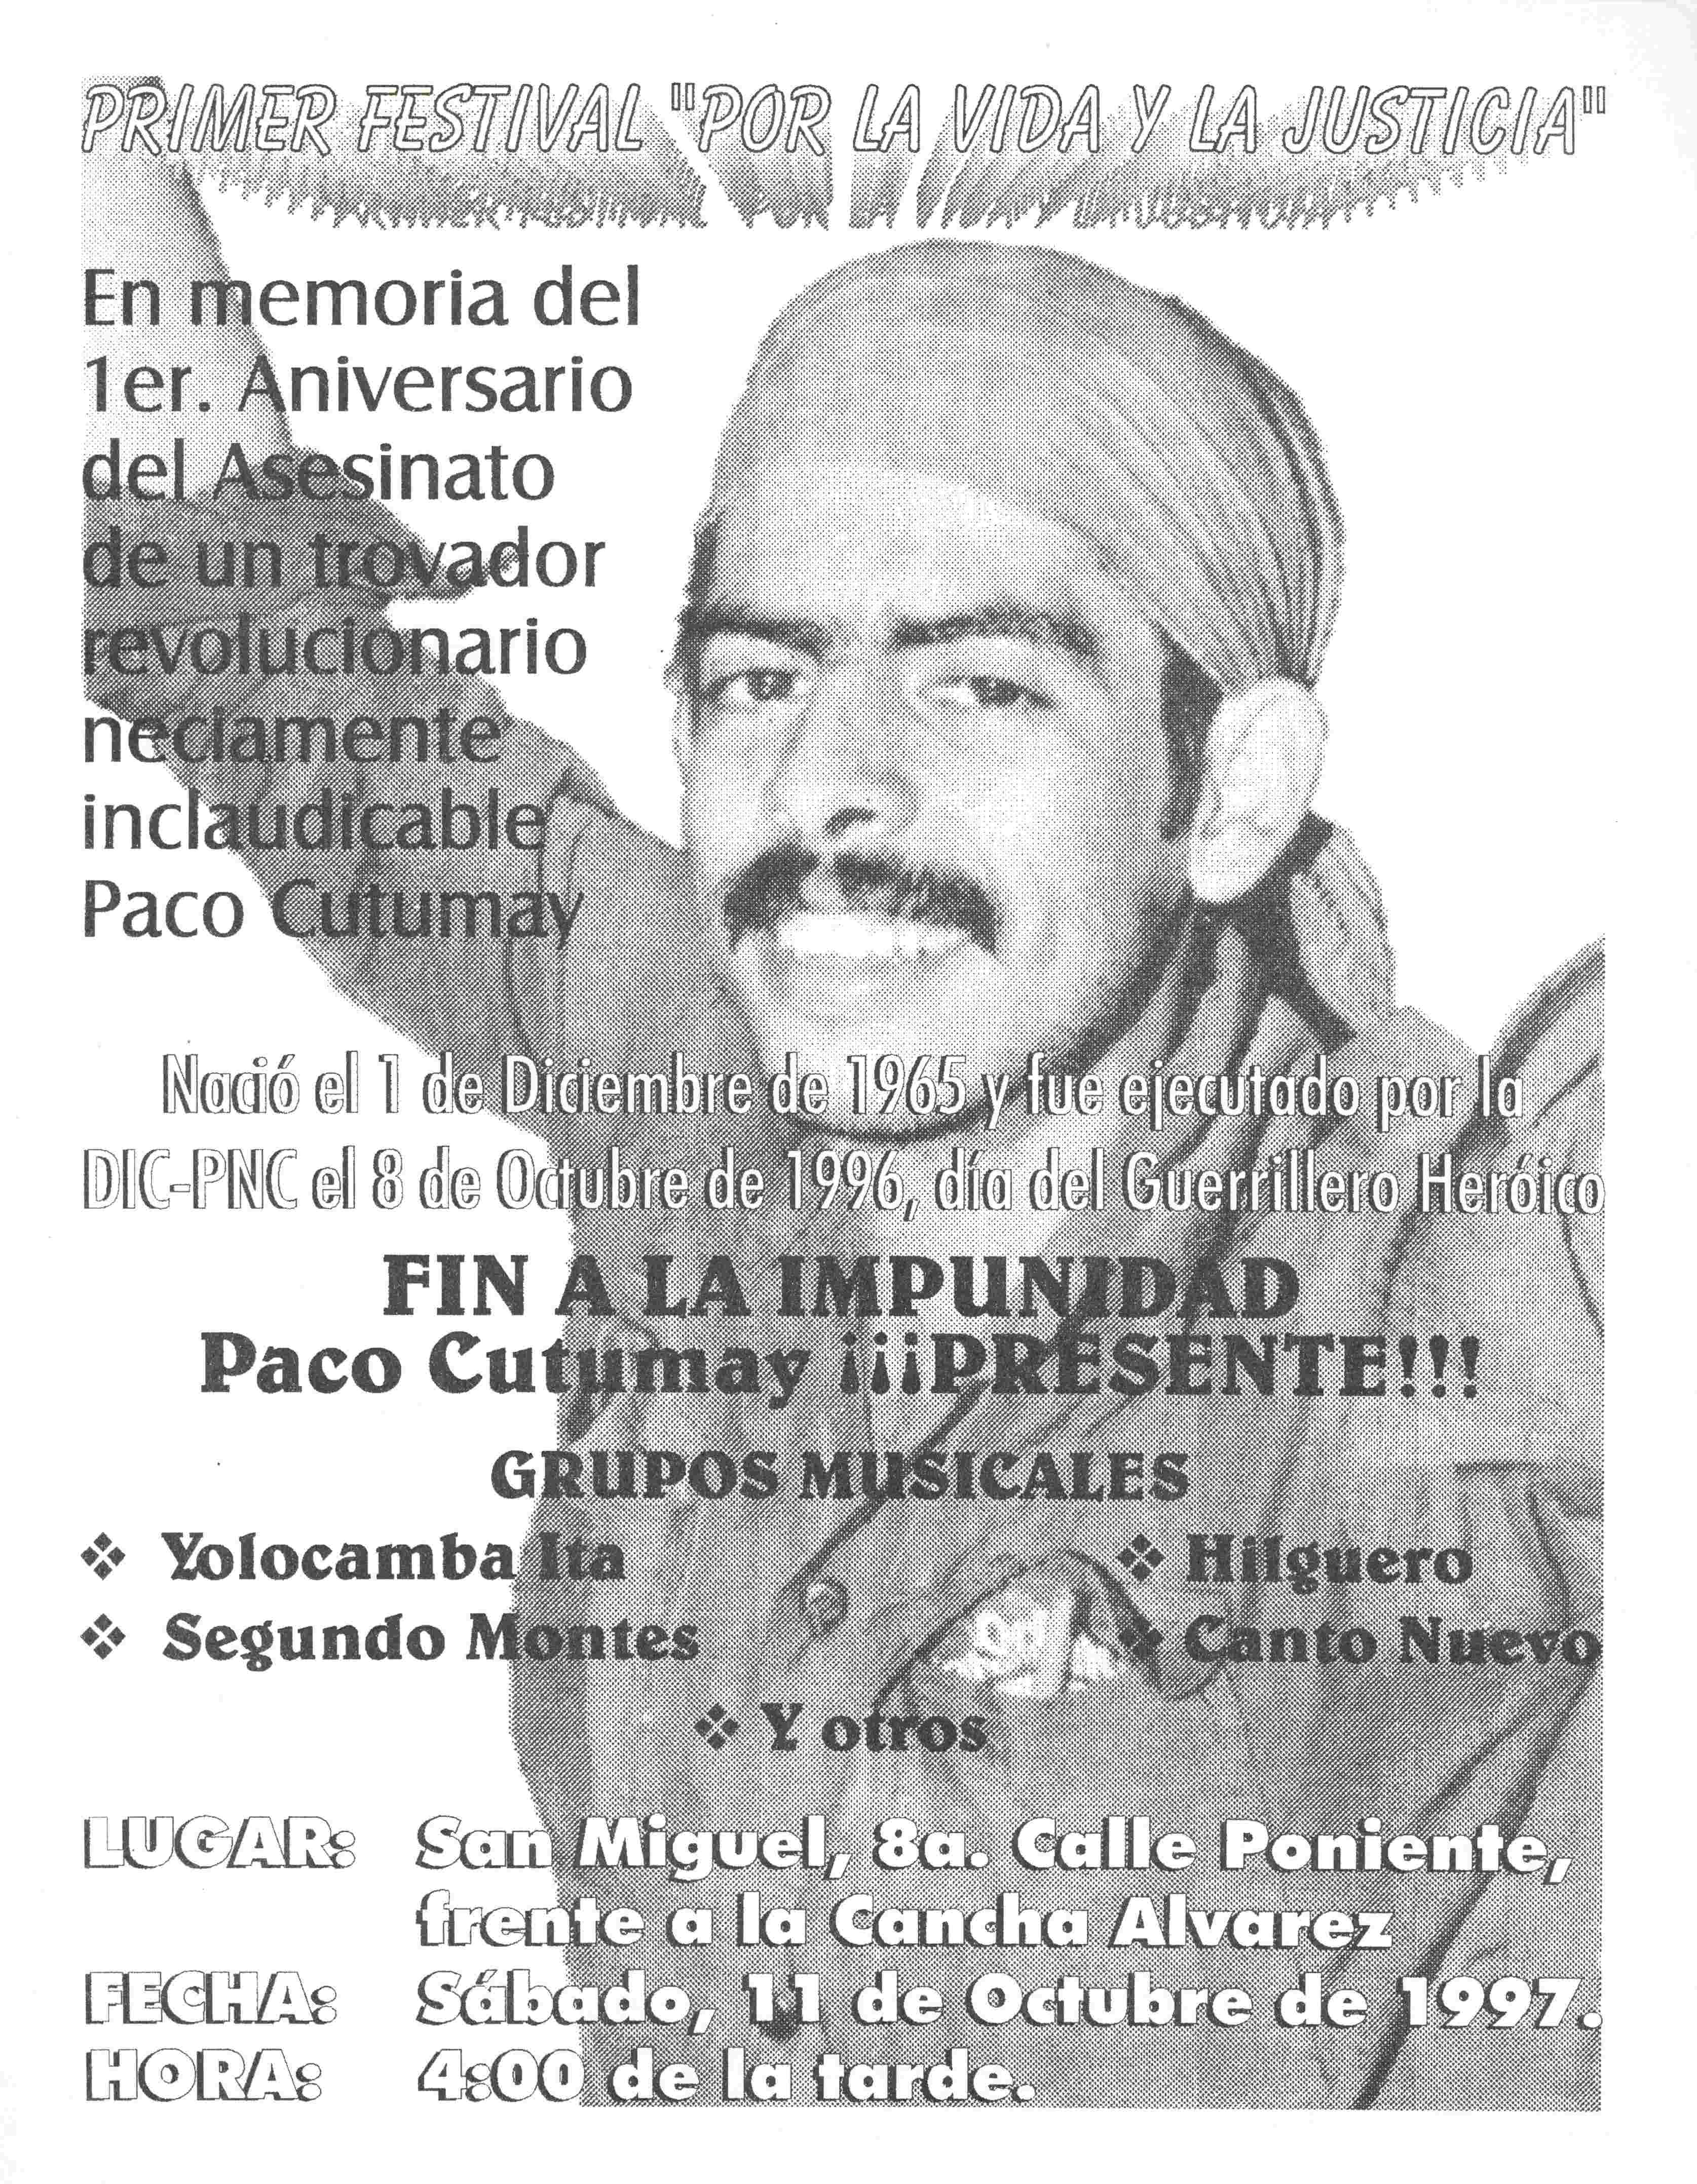 PRIMER FESTIVAL "POR LA VIDA Y LA JUSTICIA"
En memoria del
1er. Aniversario
del Asesinato
de un trovador
revolucionario
neciamente
inclaudicable
Paco Cutumay
Nació el 1 de Diciembre de 1965 y fue ejecutado por la
DIC-PNC el 8 de Octubre de 1996, día del Guerrillero Heróico
FIN A LA IMPUNIDAD
Paco Cutumay ¡¡¡PRESENTE!!!
GRUPOS MUSICALES
❖ Yolocamba Ita
❖ Hilguero
❖ Segundo Montes
❖ Canto Nuevo
❖ Y otros
LUGAR: San Miguel, 8a. Calle Poniente,
frente a la Cancha Alvarez
FECHA: Sábado, 11 de Octubre de 1997.
HORA: 4:00 de la tarde.